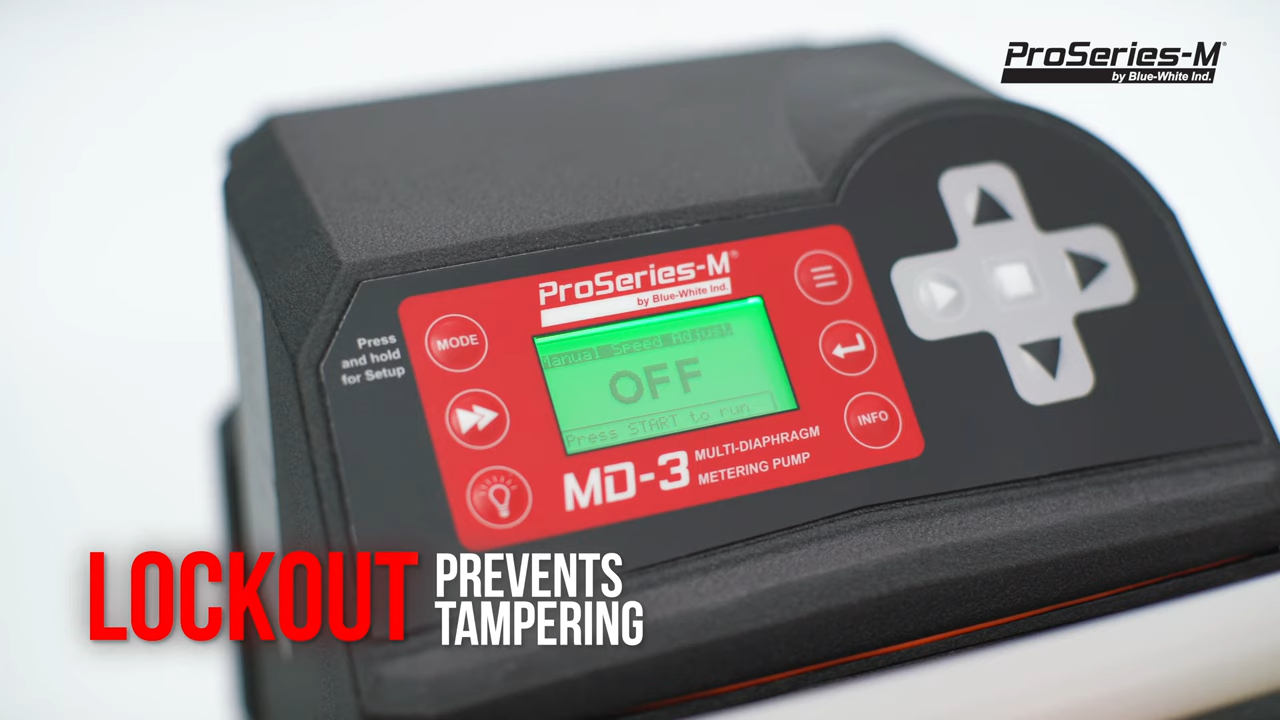 ProSeries-M®
by Blue-White Ind.
ProSeries-M®
by Blue-White Ind.
Press
and hold
for Setup
MODE
Manual Speed Adjust
OFF
Press START to run
INFO
MD-3
MULTI-DIAPHRAGM
METERING PUMP
LOCKOUT
PREVENTS
TAMPERING